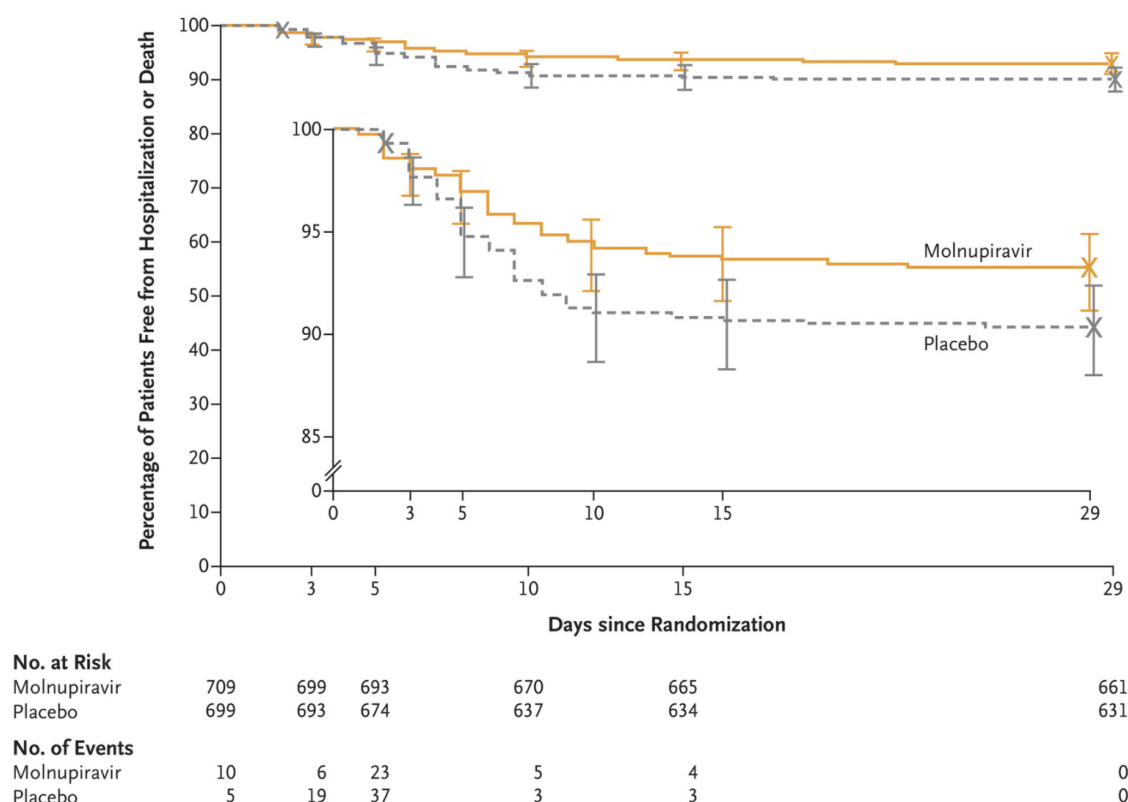 Percentage of Patients Free from Hospitalization or Death
100
90
80
70
60
50
40
30
20
10
0
100
95
90
85
0
Molnupiravir
Placebo
0 3 5 10 15 29
0 3 5 10 15 29
Days since Randomization
No. at Risk
Molnupiravir 709 699 693 670 665 661
Placebo 699 693 674 637 634 631
No. of Events
Molnupiravir 10 6 23 5 4 0
Placebo 5 19 37 3 3 0